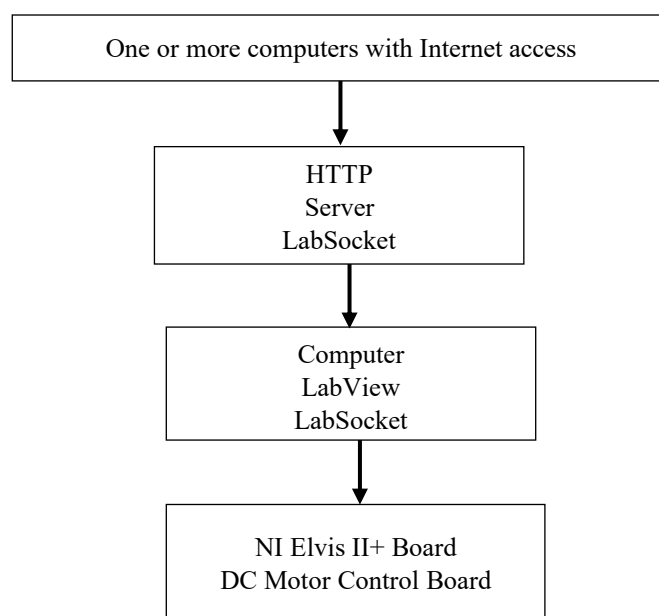 One or more computers with Internet access
HTTP
Server
LabSocket
Computer
LabView
LabSocket
NI Elvis II+ Board
DC Motor Control Board